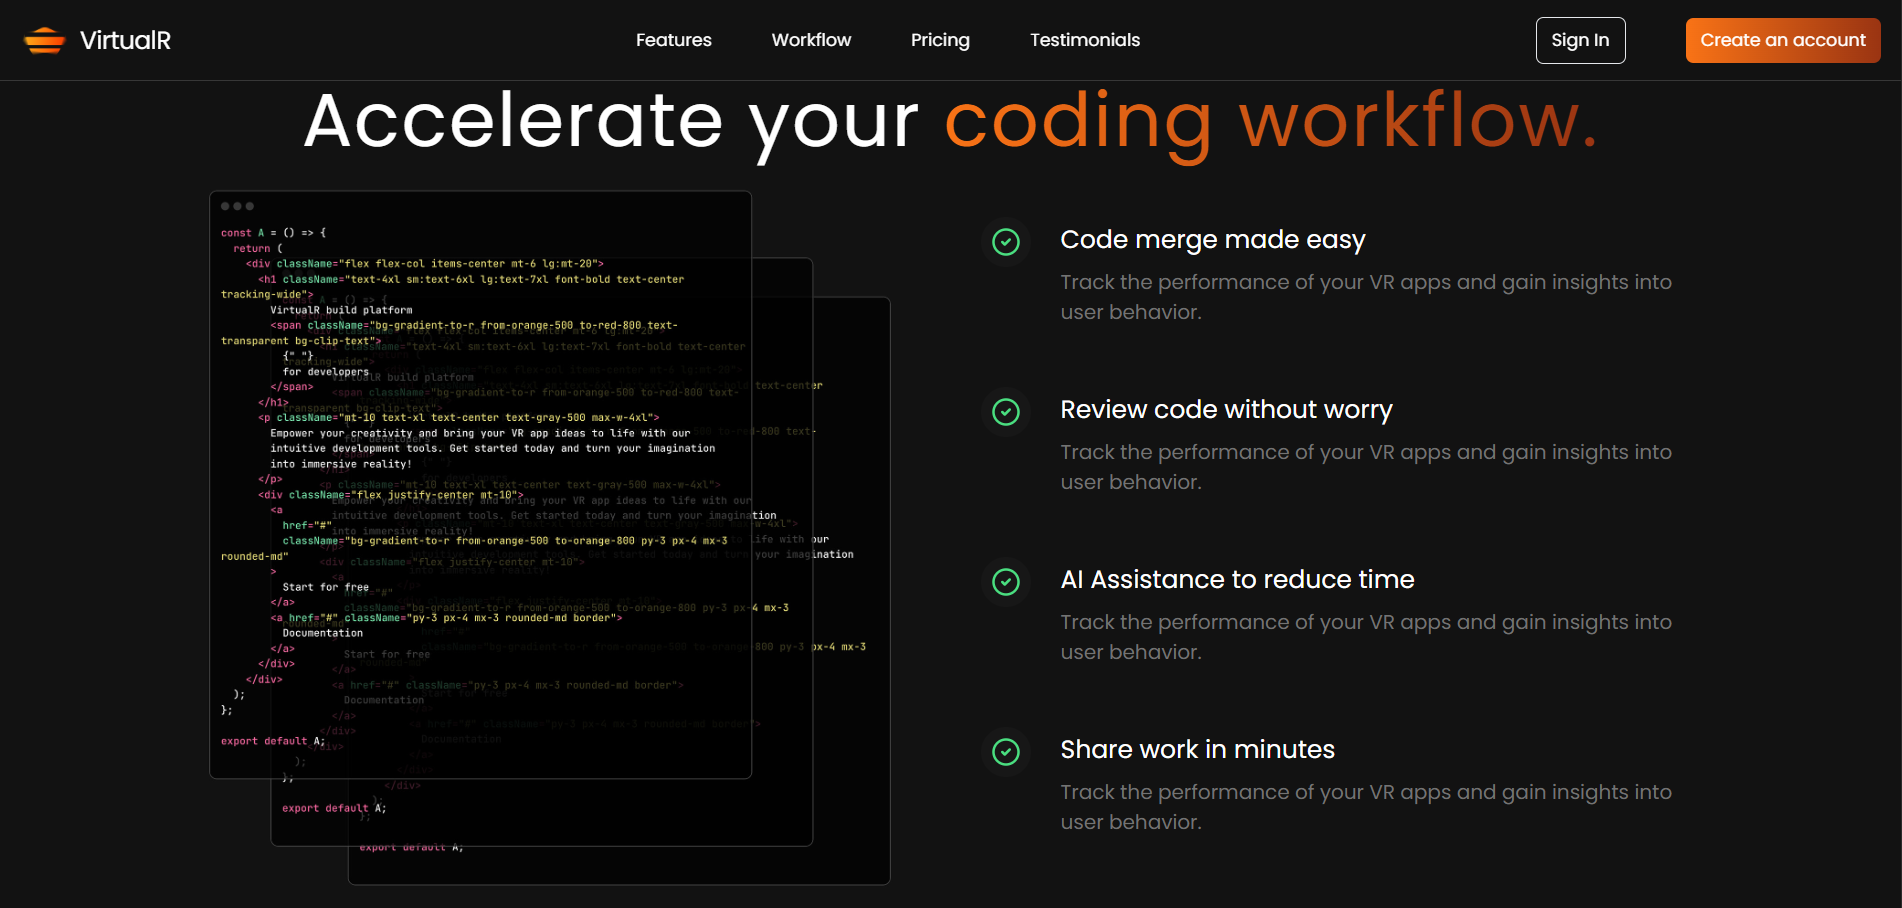 VirtualR
Features
Workflow
Pricing
Testimonials
Sign In
Create an account
Accelerate your coding workflow.
const A = () => {
return (
<div className="flex flex-col items-center mt-6 lg:mt-20">
<h1 className="text-4xl sm:text-6xl lg:text-7xl font-bold text-center
tracking-wide">
VirtualR build platform
<span className="bg-gradient-to-r from-orange-500 to-red-800 text-
transparent bg-clip-text">
{" "}
for developers
</span>
</h1>
<p className="mt-10 text-xl text-center text-gray-500 max-w-4xl">
Empower your creativity and bring your VR app ideas to life with our
intuitive development tools. Get started today and turn your imagination
into immersive reality!
</p>
<div className="flex justify-center mt-10">
<a
href="#"
className="bg-gradient-to-r from-orange-500 to-orange-800 py-3 px-4 mx-3
rounded-md"
>
Start for free
</a>
<a href="#" className="py-3 px-4 mx-3 rounded-md border">
Documentation
</a>
</div>
</div>
);
};
export default A;
};
export default A;
export default A;
Code merge made easy
Track the performance of your VR apps and gain insights into
user behavior.
Review code without worry
Track the performance of your VR apps and gain insights into
user behavior.
AI Assistance to reduce time
Track the performance of your VR apps and gain insights into
user behavior.
Share work in minutes
Track the performance of your VR apps and gain insights into
user behavior.